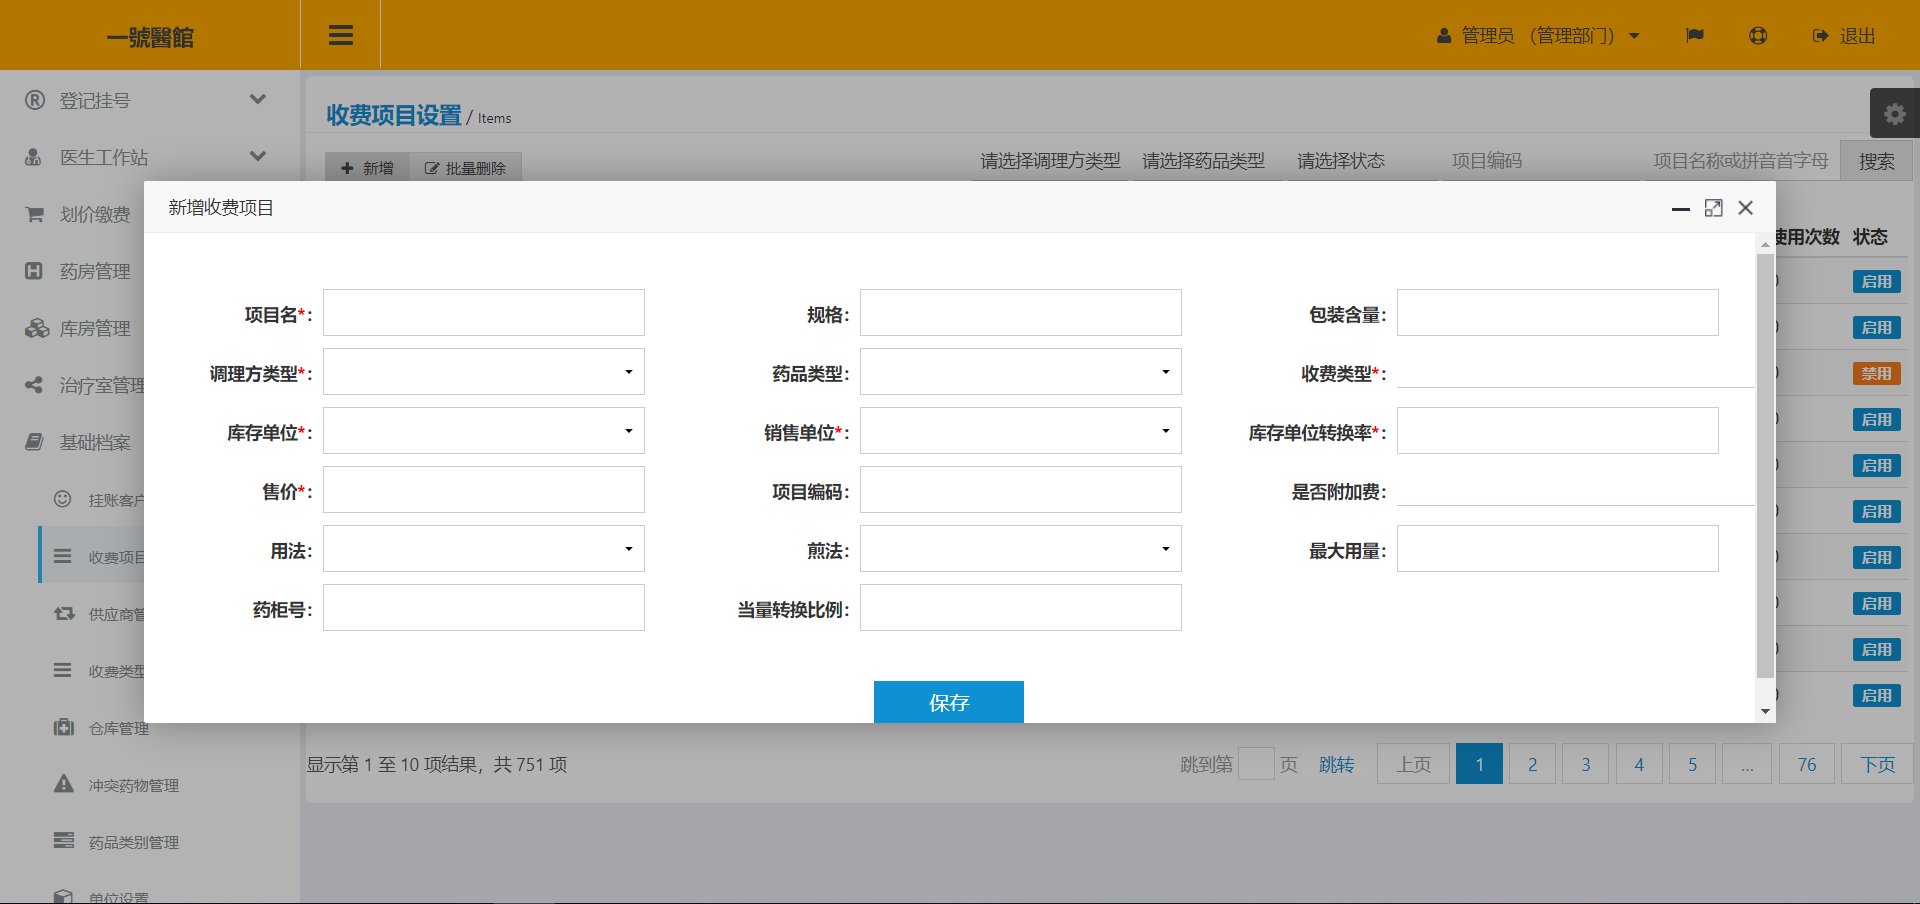 一號醫館
管理员 （管理部门）
退出
登记挂号
医生工作站
划价缴费
药房管理
库房管理
治疗室管理
基础档案
挂账客户
收费项目
供应商管
收费类型
仓库管理
冲突药物管理
药品类别管理
单位设置
收费项目设置 / Items
新增 批量删除
请选择调理方类型 请选择药品类型 请选择状态 项目编码 项目名称或拼音首字母 搜索
使用次数 状态
启用
启用
禁用
启用
启用
启用
启用
启用
启用
启用
新增收费项目
项目名*： 规格： 包装含量：
调理方类型*： 药品类型： 收费类型*：
库存单位*： 销售单位*： 库存单位转换率*：
售价*： 项目编码： 是否附加费：
用法： 煎法： 最大用量：
药柜号： 当量转换比例：
保存
显示第 1 至 10 项结果，共 751 项
跳到第 页 跳转 上页 1 2 3 4 5 ... 76 下页